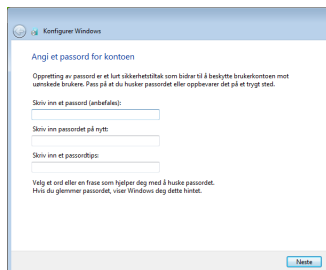 Konfigurer Windows
Angi et passord for kontoen
Oppretting av passord er et lurt sikkerhetstiltak som bidrar til å beskytte brukerkontoen mot
uønskede brukere. Pass på at du husker passordet eller oppbevarer det på et trygt sted.
Skriv inn et passord (anbefales):
Skriv inn passordet på nytt:
Skriv inn et passordtips:
Velg et ord eller en frase som hjelper deg med å huske passordet.
Hvis du glemmer passordet, viser Windows deg dette hintet.
Neste